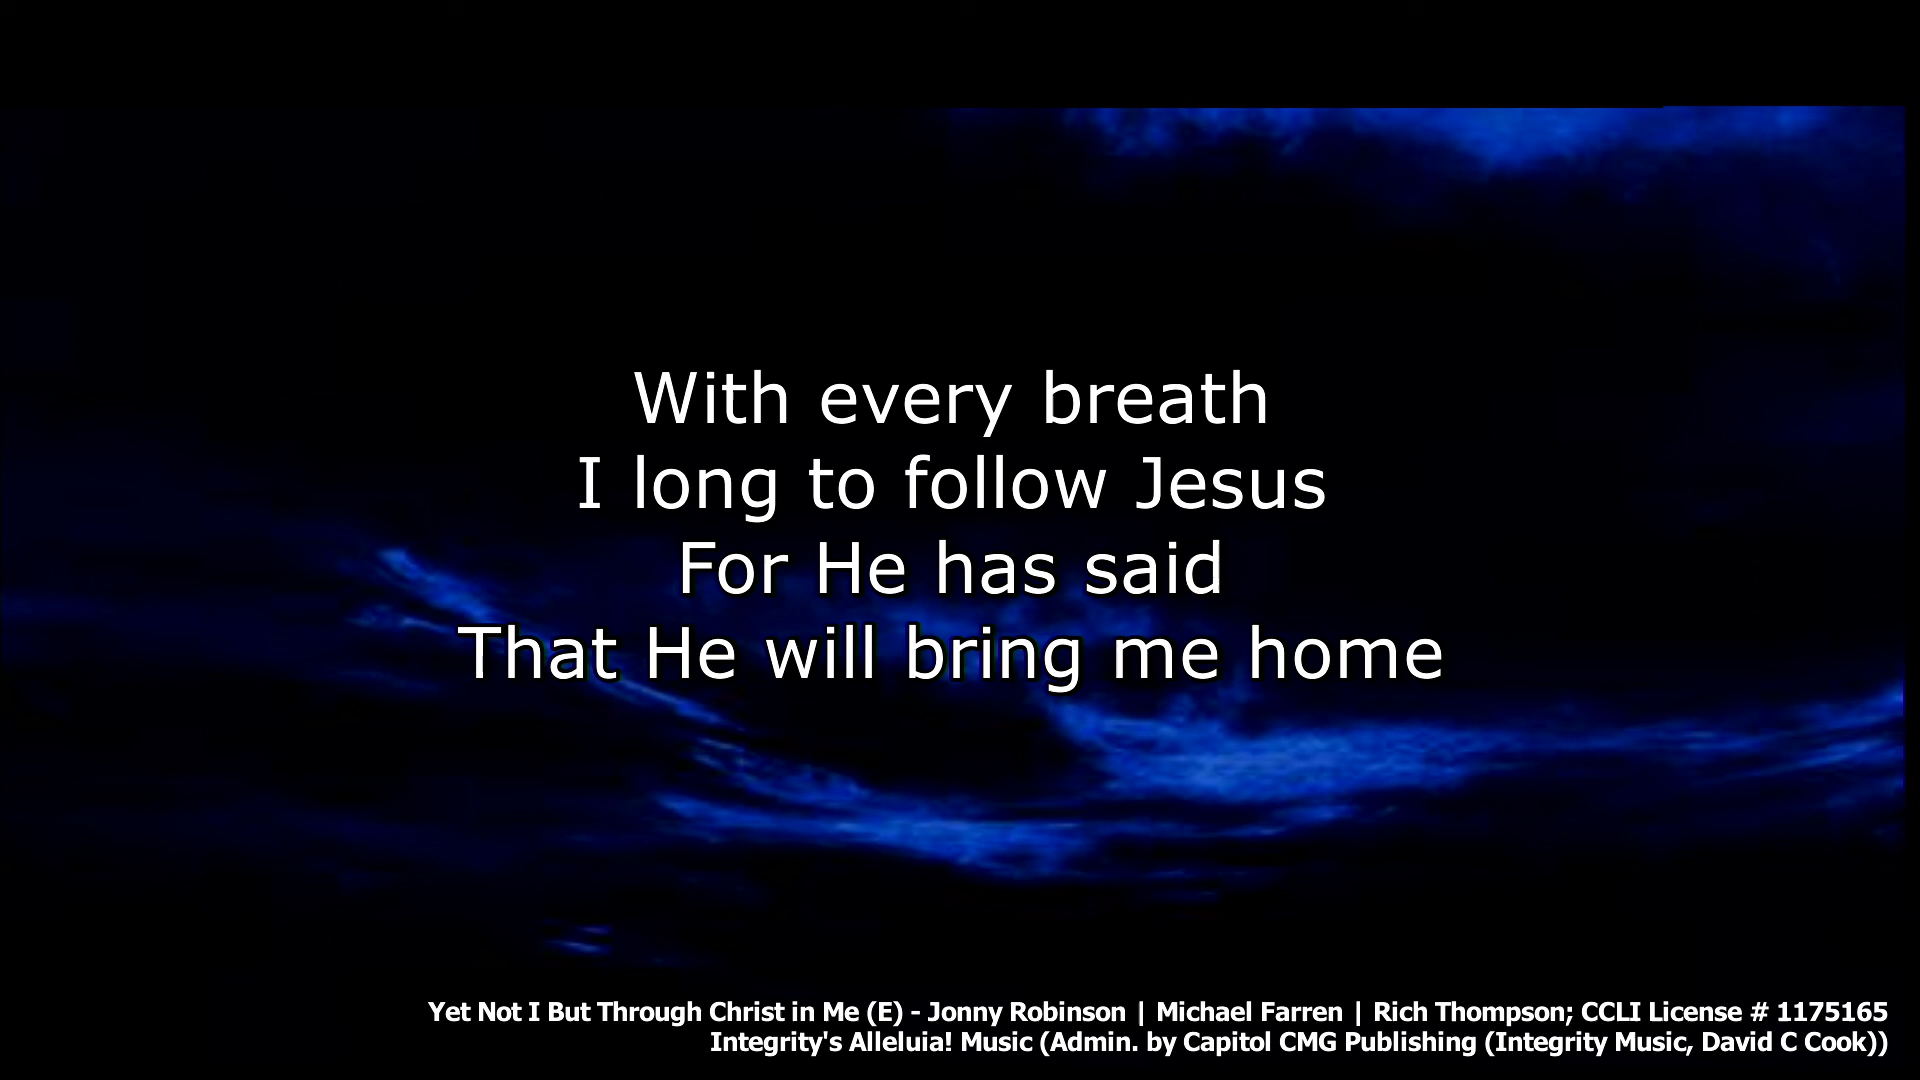 With every breath
I long to follow Jesus
For He has said
That He will bring me home
Yet Not I But Through Christ in Me (E) - Jonny Robinson | Michael Farren | Rich Thompson; CCLI License # 1175165
Integrity's Alleluia! Music (Admin. by Capitol CMG Publishing (Integrity Music, David C Cook))